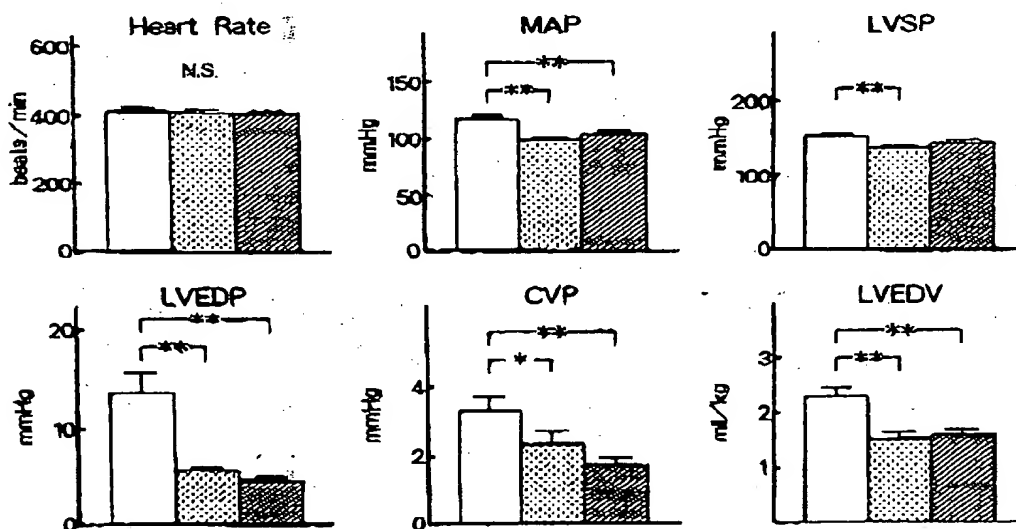 Heart Rate
600
N.S.
400
200
0
beats/min
MAP
150
**
**
100
50
0
mmHg
LVSP
200
**
100
0
mmHg
LVEDP
20
**
**
10
0
mmHg
CVP
**
*
4
2
0
mmHg
LVEDV
**
3
**
2
1
ml/kg